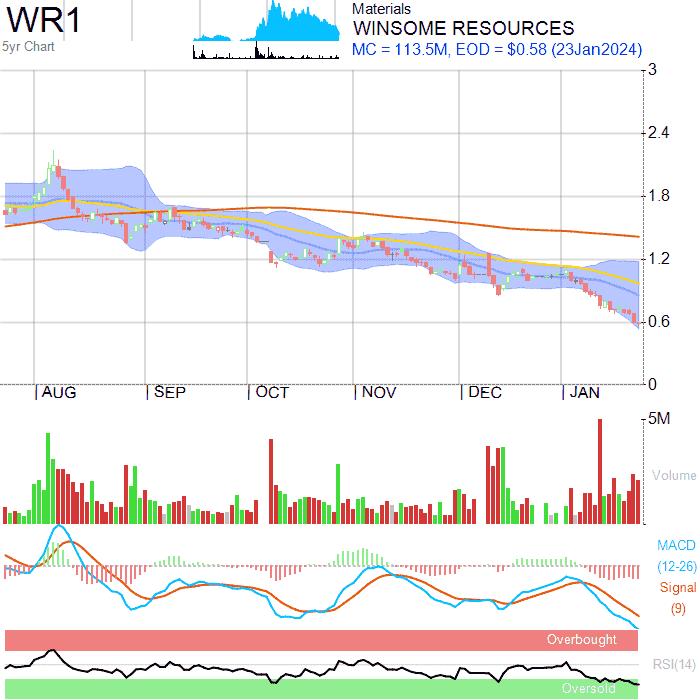 WR1
5yr Chart
Materials
WINSOME RESOURCES
MC = 113.5M, EOD = $0.58 (23Jan2024)
3
2.4
1.8
1.2
0.6
0
AUG SEP OCT NOV DEC JAN
5M
Volume
MACD
(12-26)
Signal
(9)
Overbought
RSI(14)
Oversold